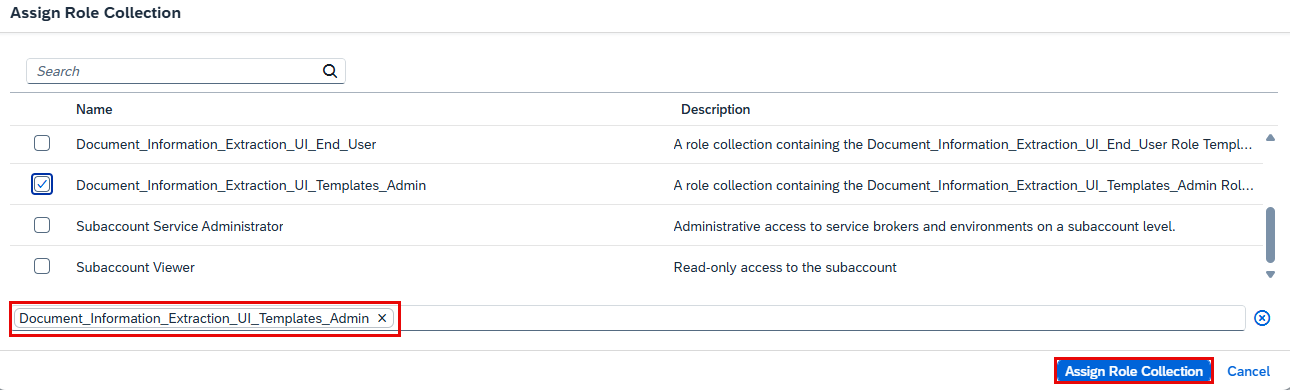 Assign Role Collection
Search
Name Description
Document_Information_Extraction_UI_End_User A role collection containing the Document_Information_Extraction_UI_End_User Role Templ...
Document_Information_Extraction_UI_Templates_Admin A role collection containing the Document_Information_Extraction_UI_Templates_Admin Rol...
Subaccount Service Administrator Administrative access to service brokers and environments on a subaccount level.
Subaccount Viewer Read-only access to the subaccount
Document_Information_Extraction_UI_Templates_Admin
Assign Role Collection Cancel